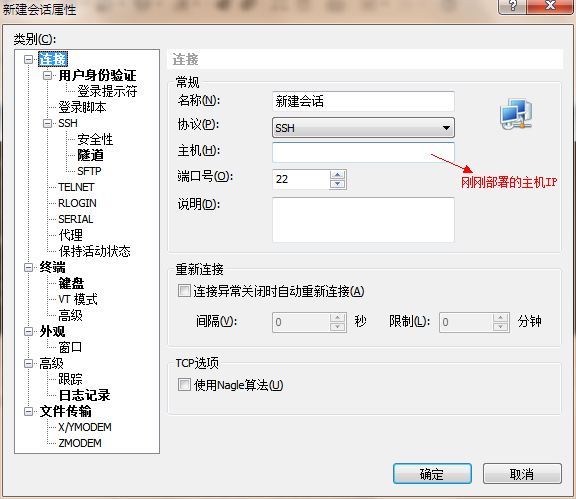 新建会话属性
类别(C):
连接
用户身份验证
登录提示符
登录脚本
SSH
安全性
隧道
SFTP
TELNET
RLOGIN
SERIAL
代理
保持活动状态
终端
键盘
VT 模式
高级
外观
窗口
高级
跟踪
日志记录
文件传输
X/YMODEM
ZMODEM
连接
常规
名称(N):
新建会话
协议(P):
SSH
主机(H):
刚刚部署的主机IP
端口号(O):
22
说明(D):
重新连接
连接异常关闭时自动重新连接(A)
间隔(V): 0 秒 限制(L): 0 分钟
TCP选项
使用Nagle算法(U)
确定 取消